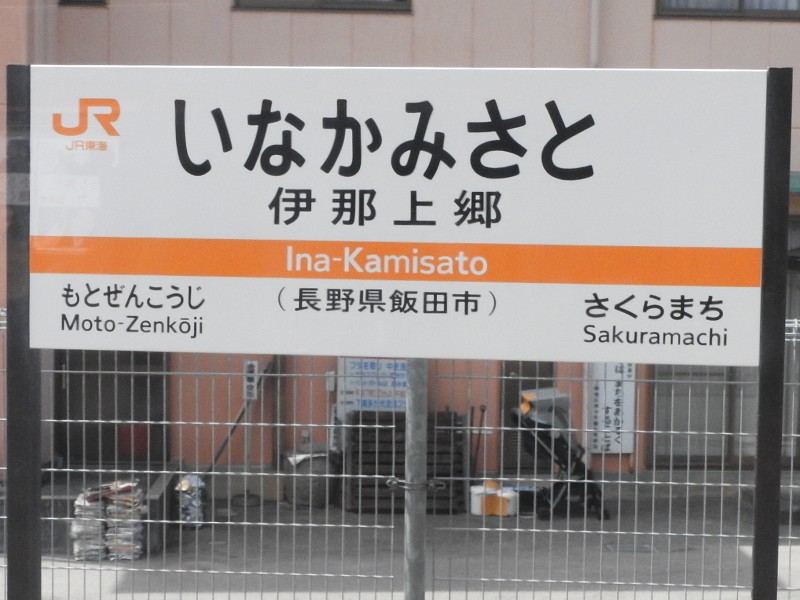 JR
JR東海
いなかみさと
伊那上郷
Ina-Kamisato
もとぜんこうじ
Moto-Zenkōji
（長野県飯田市）
さくらまち
Sakuramachi